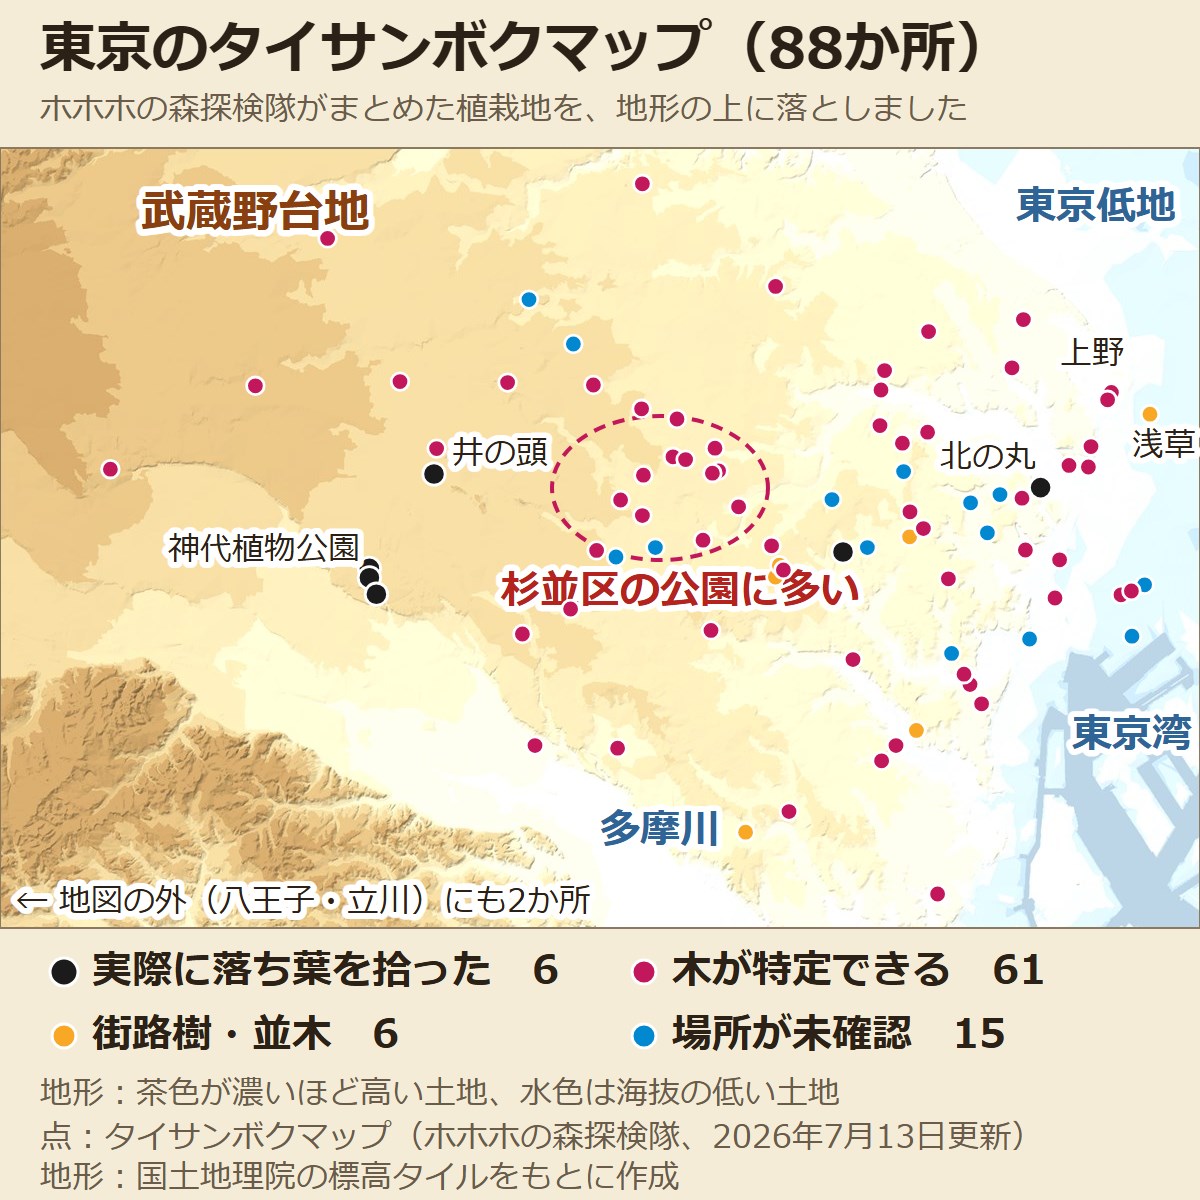 東京のタイサンボクマップ（88か所）
ホホホの森探検隊がまとめた植栽地を、地形の上に落としました
武蔵野台地
東京低地
上野
浅草
井の頭
北の丸
神代植物公園
杉並区の公園に多い
東京湾
多摩川
← 地図の外（八王子・立川）にも2か所
実際に落ち葉を拾った　6
木が特定できる　61
街路樹・並木　6
場所が未確認　15
地形：茶色が濃いほど高い土地、水色は海抜の低い土地
点：タイサンボクマップ（ホホホの森探検隊、2026年7月13日更新）
地形：国土地理院の標高タイルをもとに作成